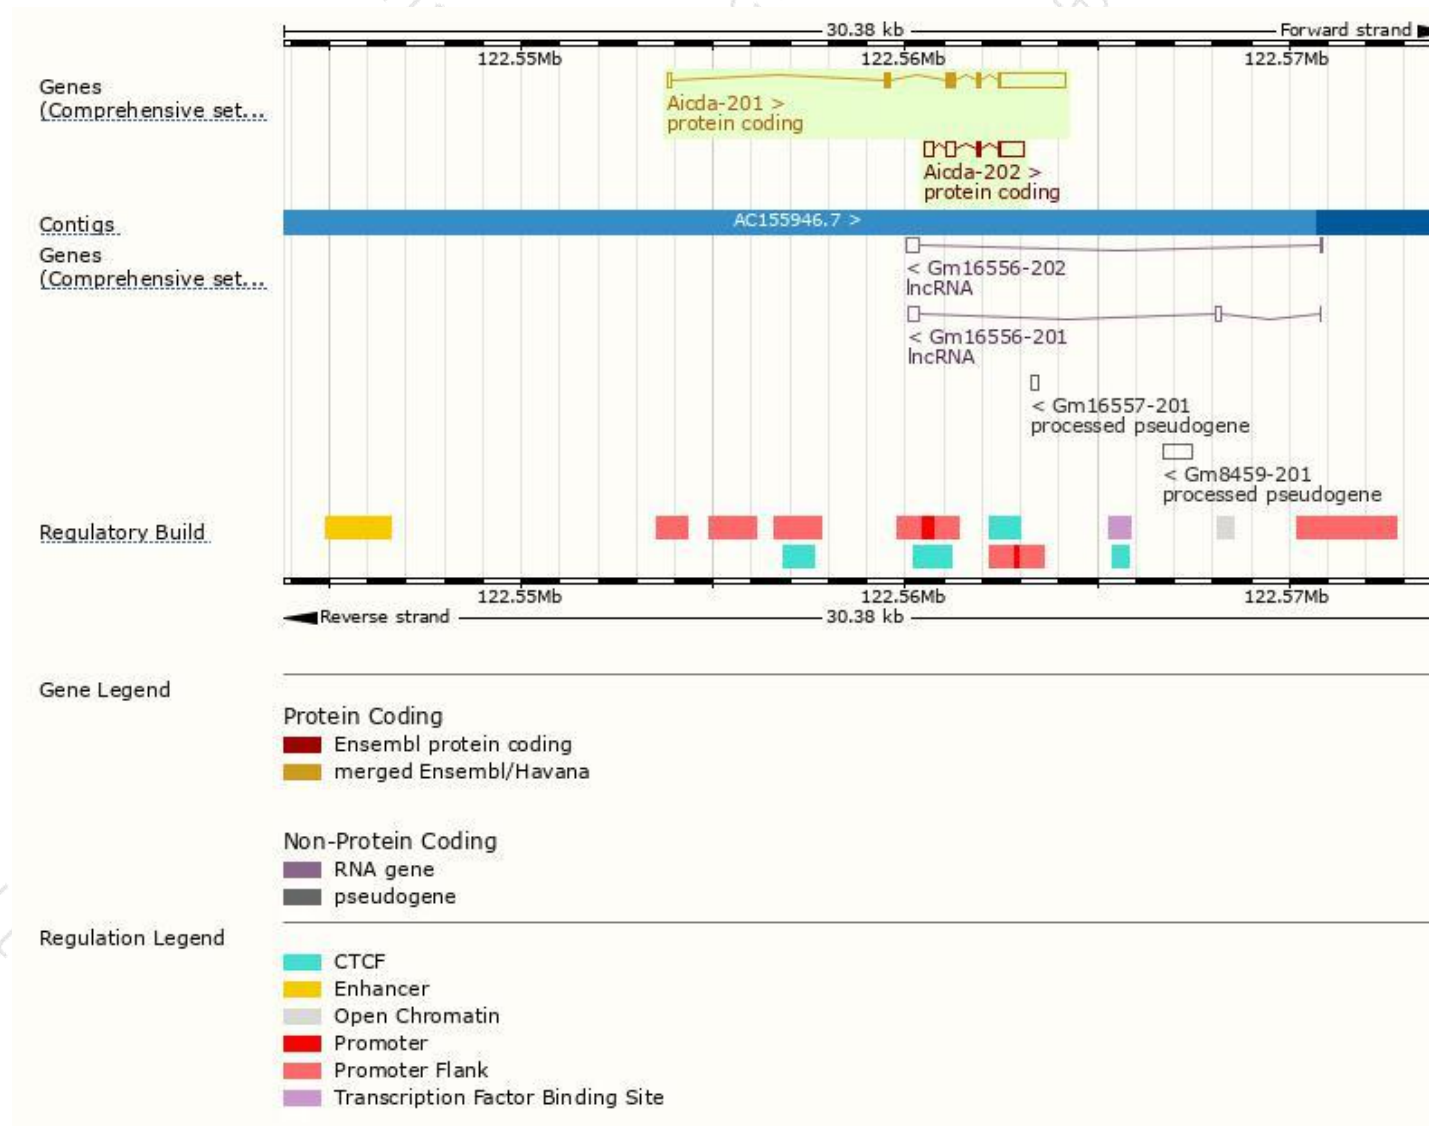 30.38 kb Forward strand
122.55Mb 122.56Mb 122.57Mb
Genes
(Comprehensive set...
Aicda-201 >
protein coding
Aicda-202 >
protein coding
Contigs
AC155946.7 >
Genes
(Comprehensive set...
< Gm16556-202
lncRNA
< Gm16556-201
lncRNA
< Gm16557-201
processed pseudogene
< Gm8459-201
processed pseudogene
Regulatory Build
122.55Mb 122.56Mb 122.57Mb
Reverse strand 30.38 kb
Gene Legend
Protein Coding
Ensembl protein coding
merged Ensembl/Havana
Non-Protein Coding
RNA gene
pseudogene
Regulation Legend
CTCF
Enhancer
Open Chromatin
Promoter
Promoter Flank
Transcription Factor Binding Site